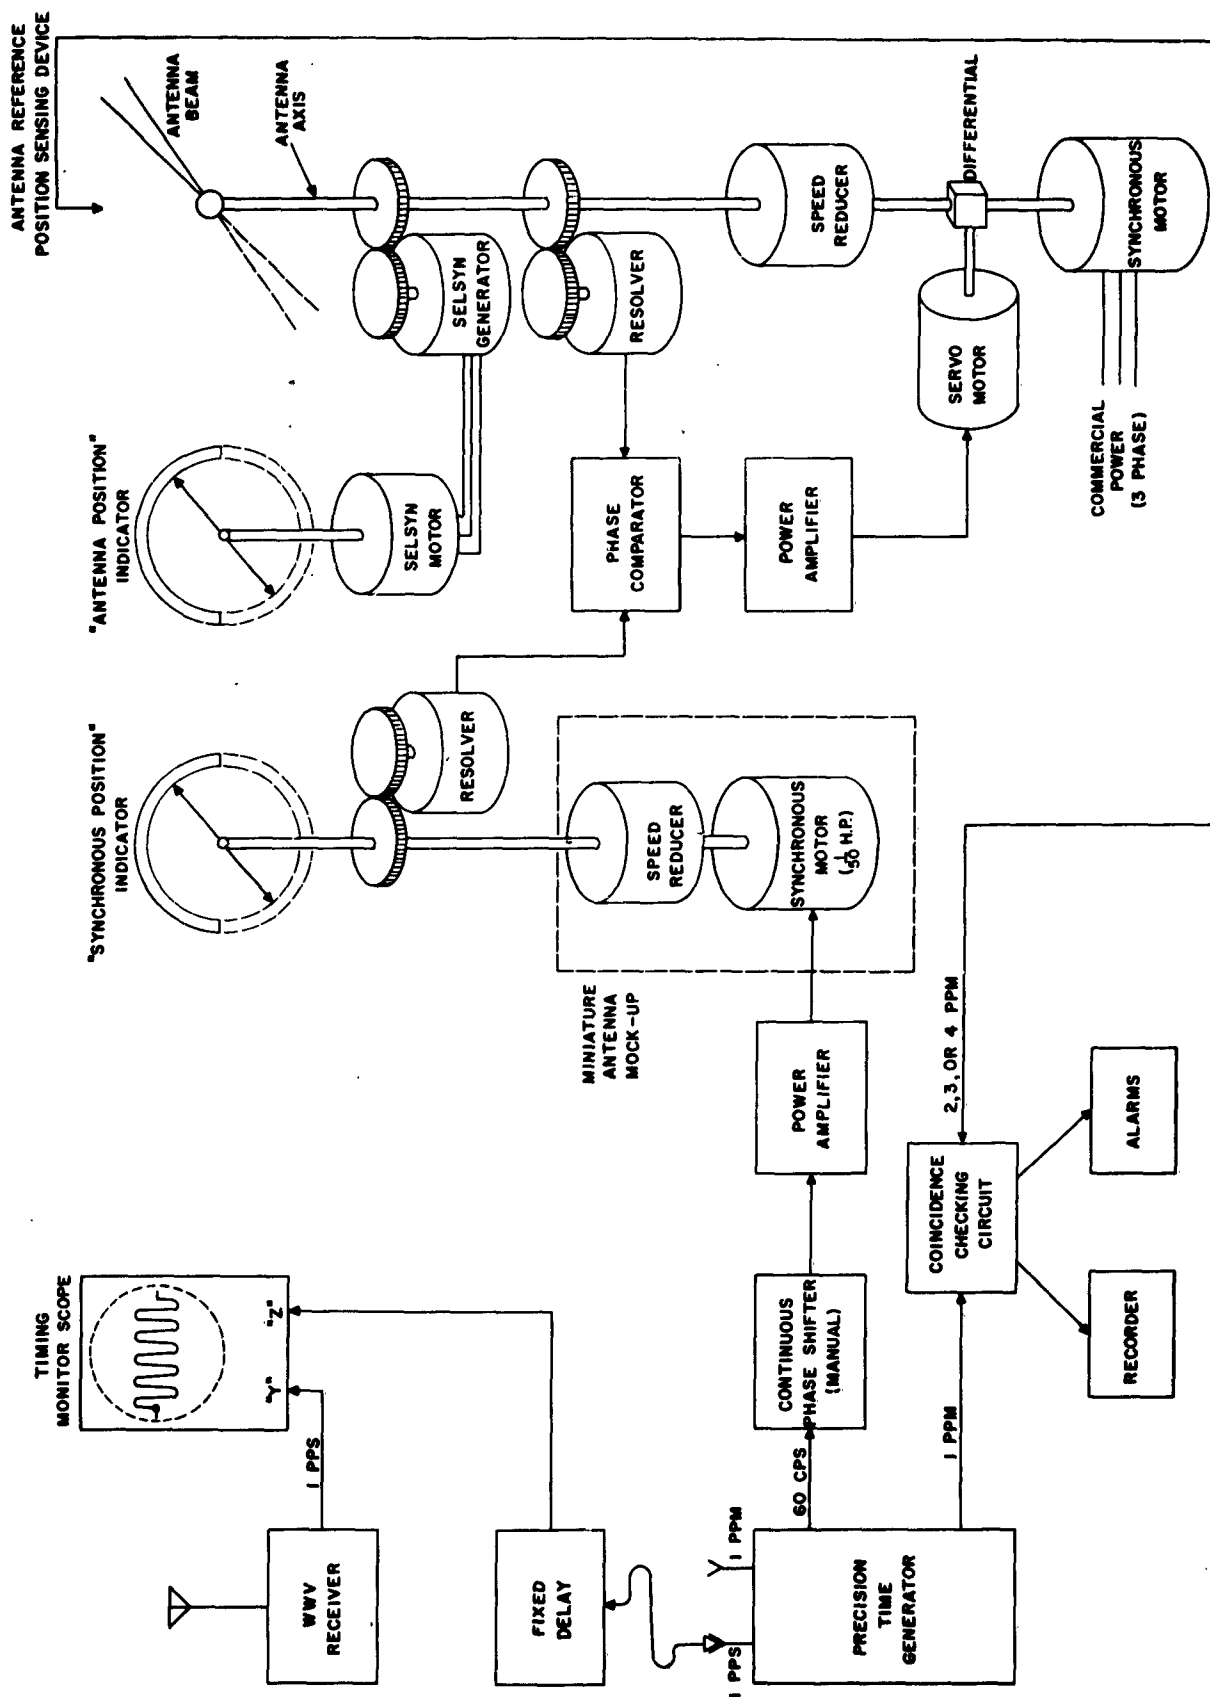 TIMING
MONITOR SCOPE
"Y"
"Z"
1 PPS
WWV
RECEIVER
FIXED
DELAY
1 PPS
1 PPM
PRECISION
TIME
GENERATOR
60 CPS
1 PPM
CONTINUOUS
PHASE SHIFTER
(MANUAL)
POWER
AMPLIFIER
COINCIDENCE
CHECKING
CIRCUIT
2,3, OR 4 PPM
RECORDER
ALARMS
"SYNCHRONOUS POSITION"
INDICATOR
RESOLVER
MINIATURE
ANTENNA
MOCK-UP
SPEED
REDUCER
SYNCHRONOUS
MOTOR
(1/50 H.P.)
"ANTENNA POSITION"
INDICATOR
SELSYN
MOTOR
PHASE
COMPARATOR
POWER
AMPLIFIER
ANTENNA REFERENCE
POSITION SENSING DEVICE
ANTENNA
BEAM
ANTENNA
AXIS
SELSYN
GENERATOR
RESOLVER
SPEED
REDUCER
DIFFERENTIAL
SERVO
MOTOR
SYNCHRONOUS
MOTOR
COMMERCIAL
POWER
(3 PHASE)